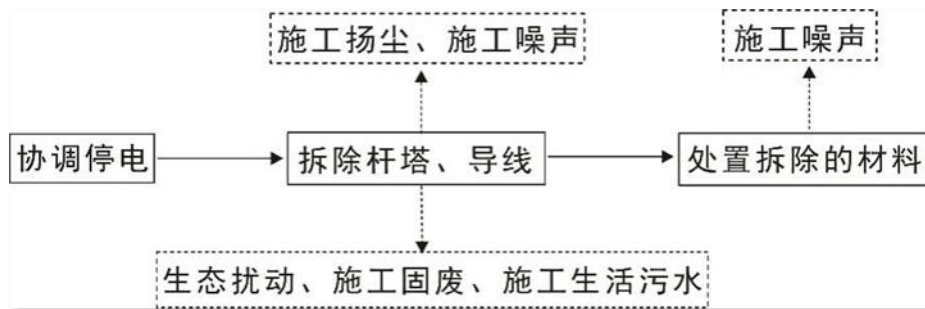 施工扬尘、施工噪声
施工噪声
协调停电
拆除杆塔、导线
处置拆除的材料
生态扰动、施工固废、施工生活污水